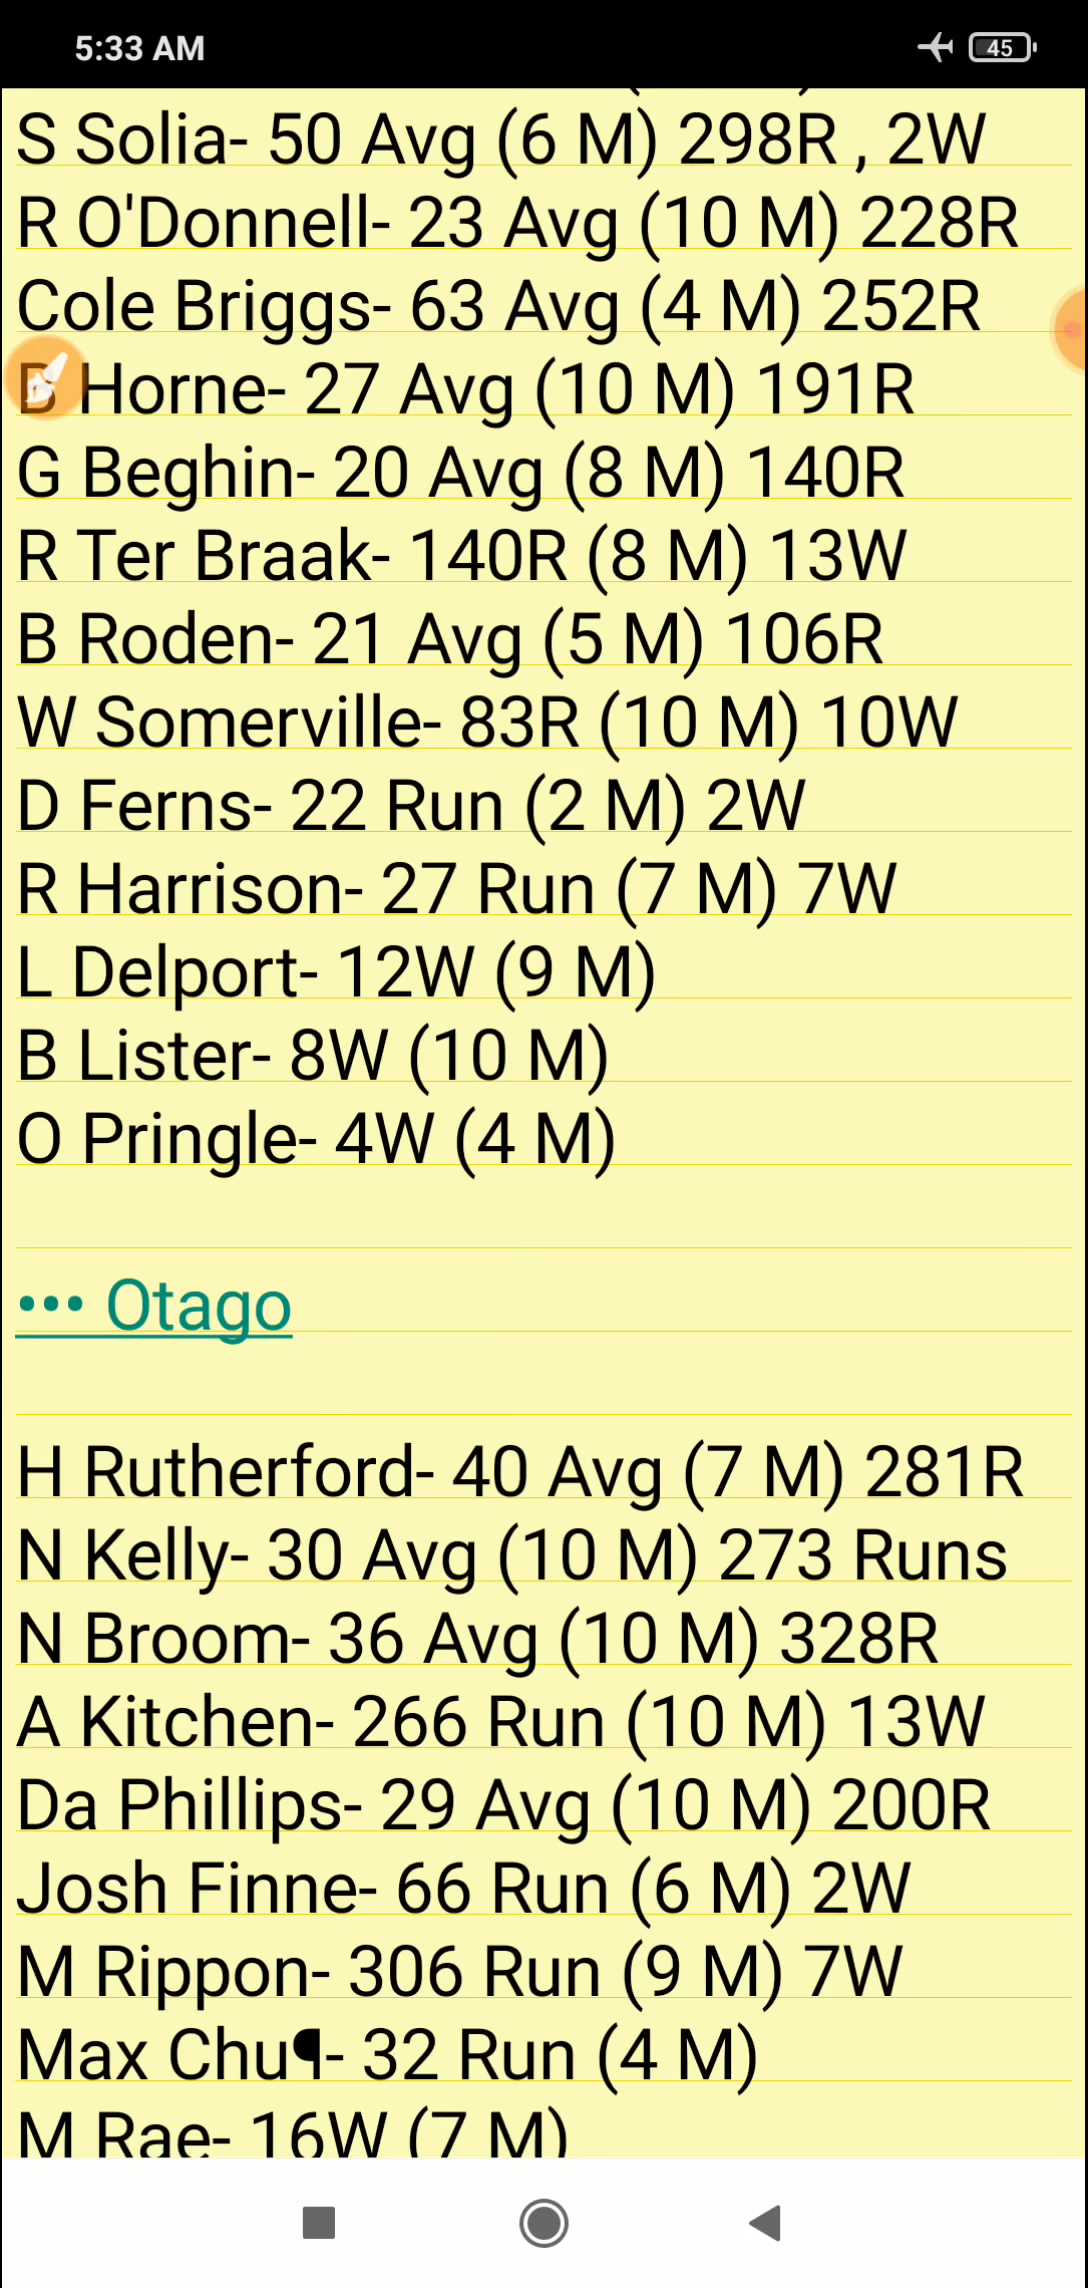 5:33 AM 45
S Solia- 50 Avg (6 M) 298R , 2W
R O'Donnell- 23 Avg (10 M) 228R
Cole Briggs- 63 Avg (4 M) 252R
B Horne- 27 Avg (10 M) 191R
G Beghin- 20 Avg (8 M) 140R
R Ter Braak- 140R (8 M) 13W
B Roden- 21 Avg (5 M) 106R
W Somerville- 83R (10 M) 10W
D Ferns- 22 Run (2 M) 2W
R Harrison- 27 Run (7 M) 7W
L Delport- 12W (9 M)
B Lister- 8W (10 M)
O Pringle- 4W (4 M)
••• Otago
H Rutherford- 40 Avg (7 M) 281R
N Kelly- 30 Avg (10 M) 273 Runs
N Broom- 36 Avg (10 M) 328R
A Kitchen- 266 Run (10 M) 13W
Da Phillips- 29 Avg (10 M) 200R
Josh Finne- 66 Run (6 M) 2W
M Rippon- 306 Run (9 M) 7W
Max Chu¶- 32 Run (4 M)
M Rae- 16W (7 M)